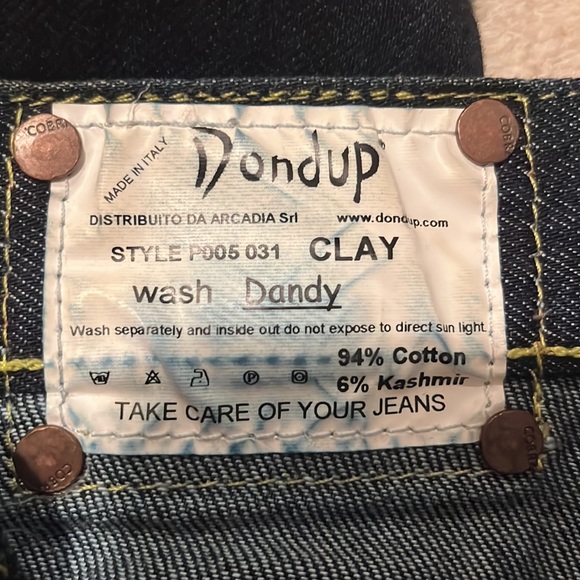 COBRA
COBR
MADE IN ITALY
Dondup
DISTRIBUITO DA ARCADIA Srl www.dondup.com
STYLE P005 031 CLAY
wash Dandy
Wash separately and inside out do not expose to direct sun light
94% Cotton
6% Kashmir
TAKE CARE OF YOUR JEANS